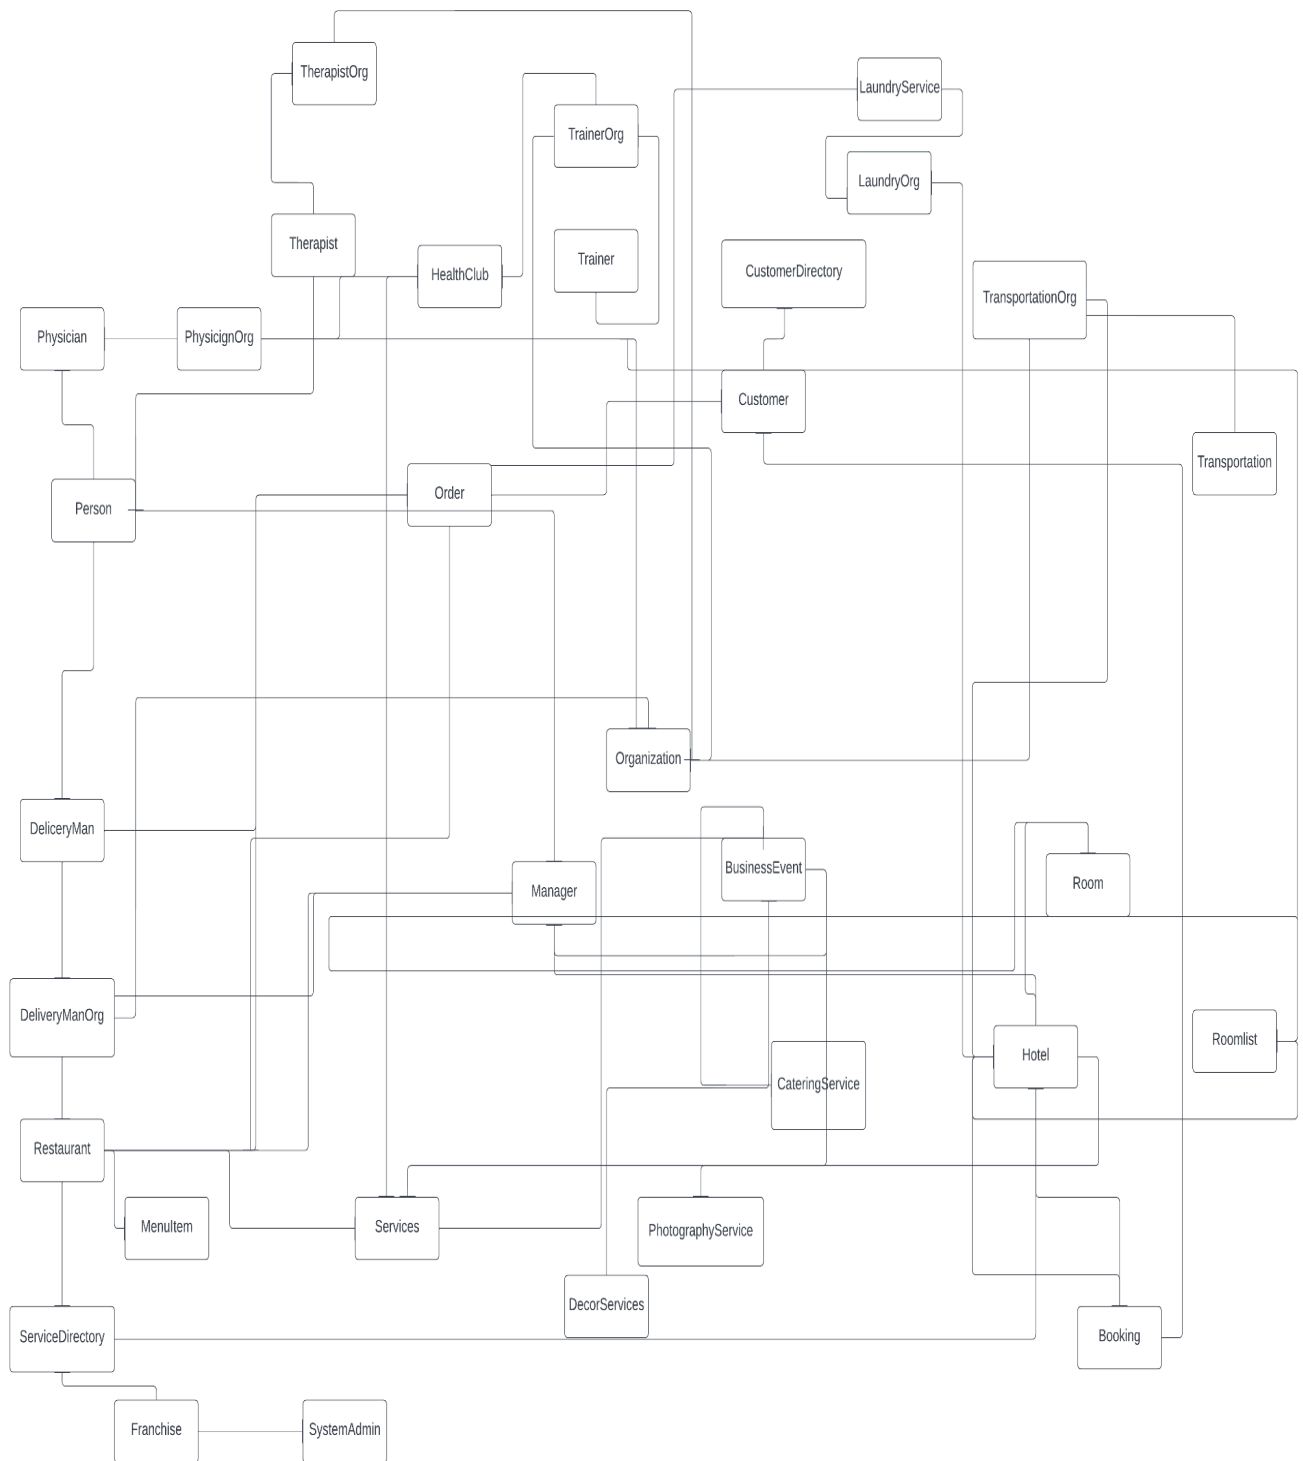 TherapistOrg
LaundryService
TrainerOrg
LaundryOrg
Therapist
HealthClub
Trainer
CustomerDirectory
TransportationOrg
Physician
PhysicignOrg
Customer
Transportation
Order
Person
Organization
DeliceryMan
BusinessEvent
Room
Manager
DeliveryManOrg
Roomlist
Hotel
CateringService
Restaurant
MenuItem
Services
PhotographyService
DecorServices
ServiceDirectory
Booking
Franchise
SystemAdmin